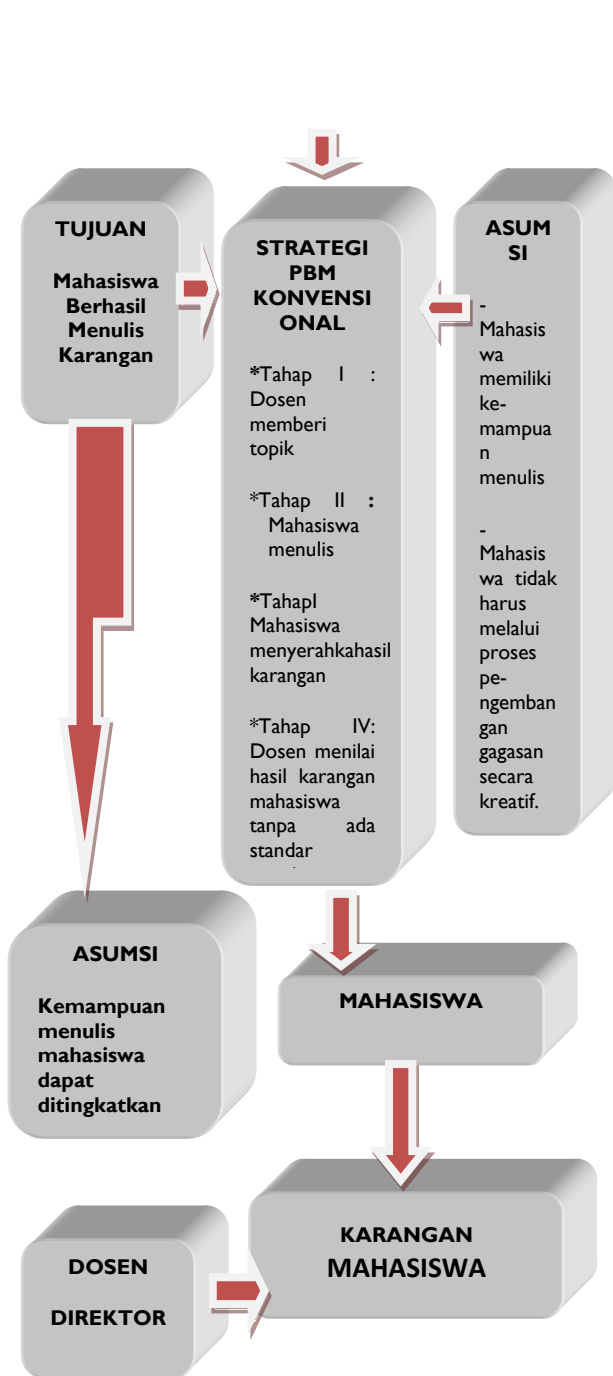 TUJUAN
Mahasiswa
Berhasil
Menulis
Karangan
STRATEGI
PBM
KONVENSI
ONAL
*Tahap I :
Dosen
memberi
topik
*Tahap II :
Mahasiswa
menulis
*TahapI
Mahasiswa
menyerahkahasil
karangan
*Tahap IV:
Dosen menilai
hasil karangan
mahasiswa
tanpa ada
standar
ASUM
SI
-
Mahasis
wa
memiliki
ke-
mampua
n
menulis
-
Mahasis
wa tidak
harus
melalui
proses
pe-
ngemban
gan
gagasan
secara
kreatif.
ASUMSI
Kemampuan
menulis
mahasiswa
dapat
ditingkatkan
MAHASISWA
KARANGAN
MAHASISWA
DOSEN
DIREKTOR